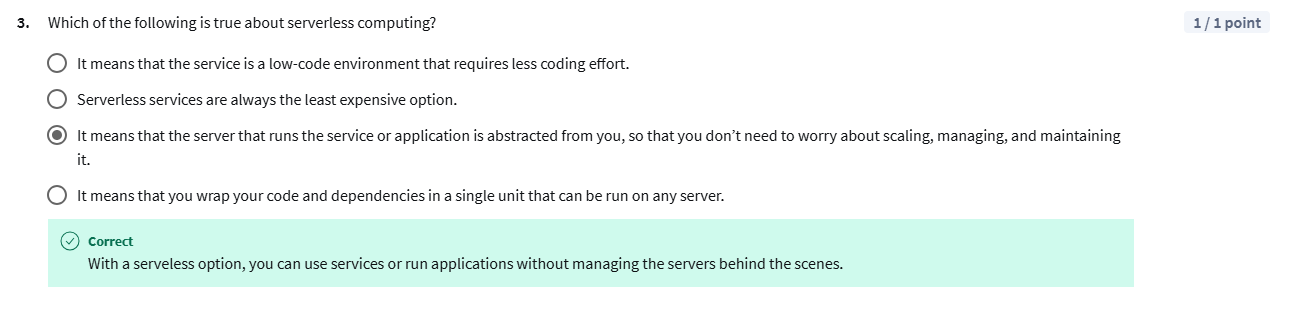 3. Which of the following is true about serverless computing?
1 / 1 point
It means that the service is a low-code environment that requires less coding effort.
Serverless services are always the least expensive option.
It means that the server that runs the service or application is abstracted from you, so that you don’t need to worry about scaling, managing, and maintaining
it.
It means that you wrap your code and dependencies in a single unit that can be run on any server.
Correct
With a serveless option, you can use services or run applications without managing the servers behind the scenes.